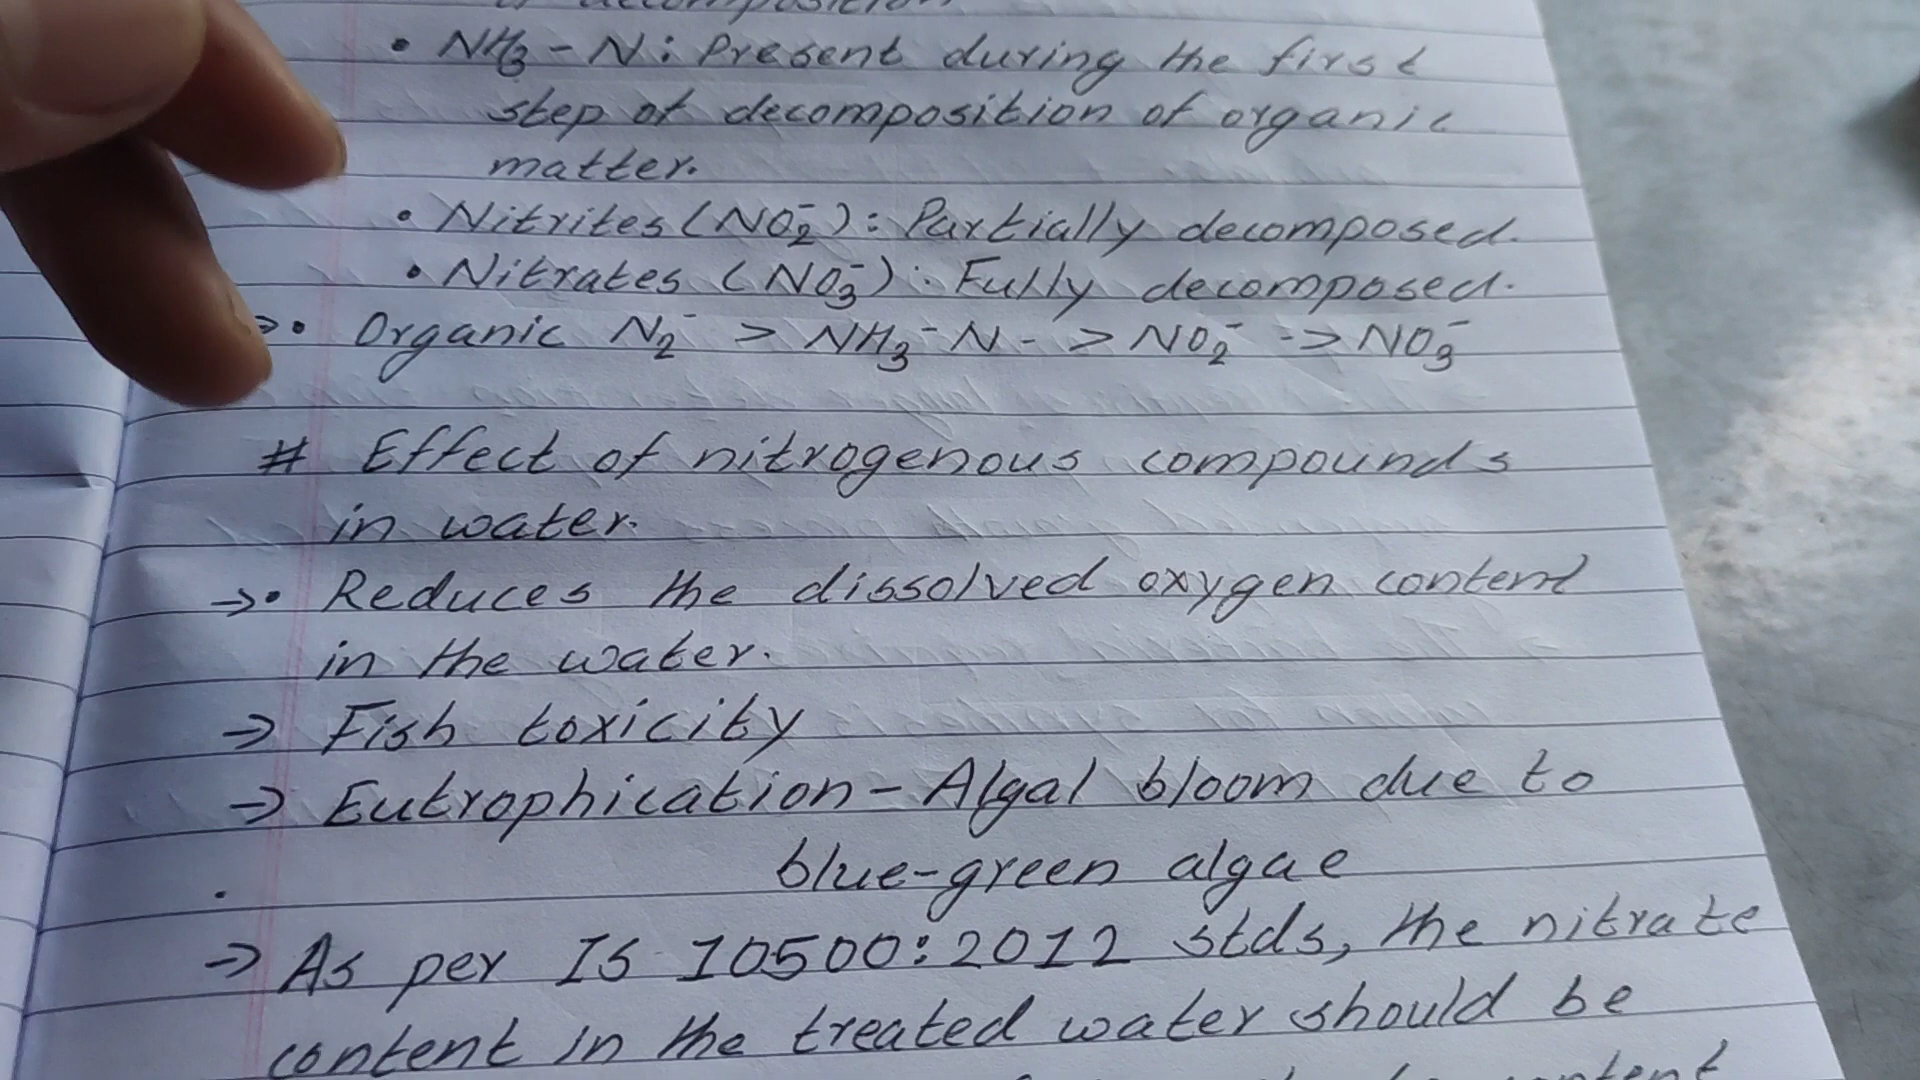 of decomposition
• NH3 - N: Present during the first
step of decomposition of organic
matter.
• Nitrites (NO2⁻): Partially decomposed.
• Nitrates (NO3⁻): Fully decomposed.
→• Organic N2⁻ > NH3⁻N - > NO2⁻ -> NO3⁻
# Effect of nitrogenous compounds
in water.
→• Reduces the dissolved oxygen content
in the water.
→ Fish toxicity
→ Eutrophication - Algal bloom due to
blue-green algae
→ As per IS 10500:2012 stds, the nitrate
content in the treated water should be
content